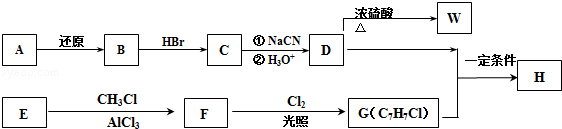 浓硫酸
△
W
A 还原 B HBr C ① NaCN ② H₃O⁺ D
一定条件
H
E CH₃Cl AlCl₃ F Cl₂ 光照 G( C₇H₇Cl)